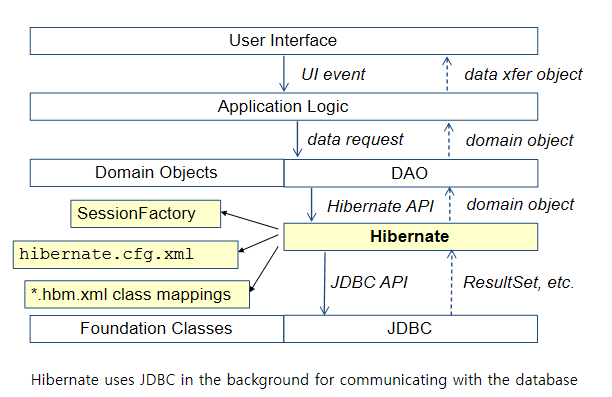 User Interface
UI event
data xfer object
Application Logic
data request
domain object
Domain Objects
DAO
Hibernate API
domain object
SessionFactory
Hibernate
hibernate.cfg.xml
JDBC API
ResultSet, etc.
*.hbm.xml class mappings
Foundation Classes
JDBC
Hibernate uses JDBC in the background for communicating with the database